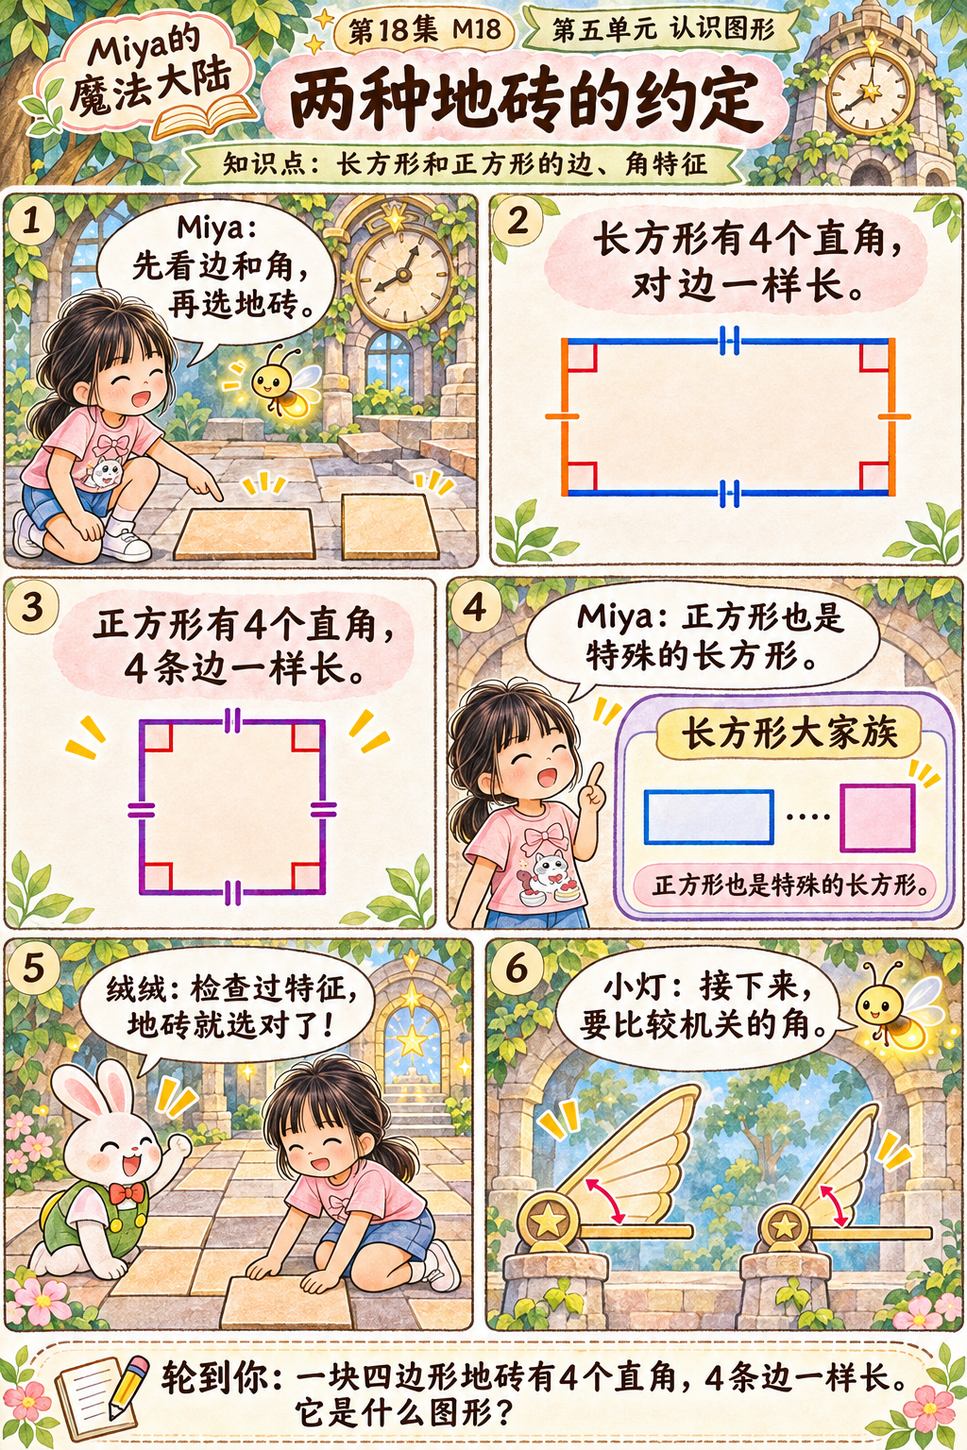 Miya的
魔法大陆
第18集 M18
第五单元 认识图形
两种地砖的约定
知识点：长方形和正方形的边、角特征
1
Miya：
先看边和角，
再选地砖。
2
长方形有4个直角，
对边一样长。
3
正方形有4个直角，
4条边一样长。
4
Miya：正方形也是
特殊的长方形。
长方形大家族
正方形也是特殊的长方形。
5
绒绒：检查过特征，
地砖就选对了！
6
小灯：接下来，
要比较机关的角。
轮到你：一块四边形地砖有4个直角，4条边一样长。
它是什么图形？